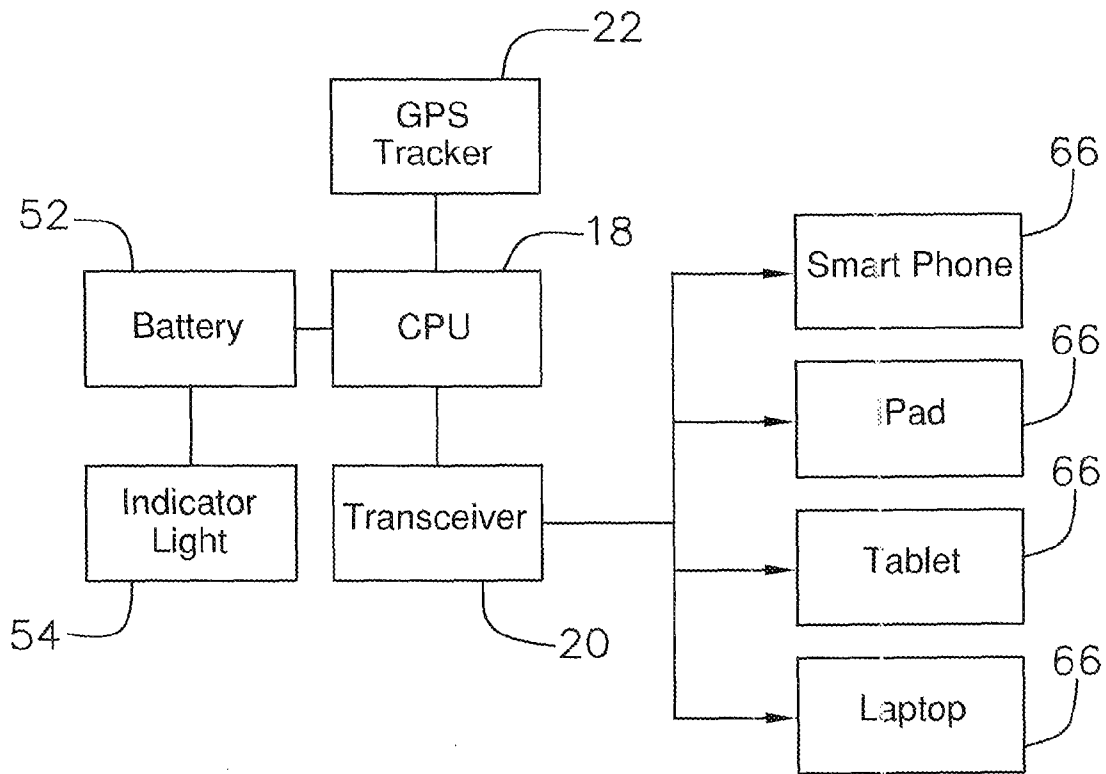 22
GPS
Tracker
52
18
66
Battery
CPU
Smart Phone
66
iPad
Indicator
Light
Transceiver
66
Tablet
54
20
66
Laptop